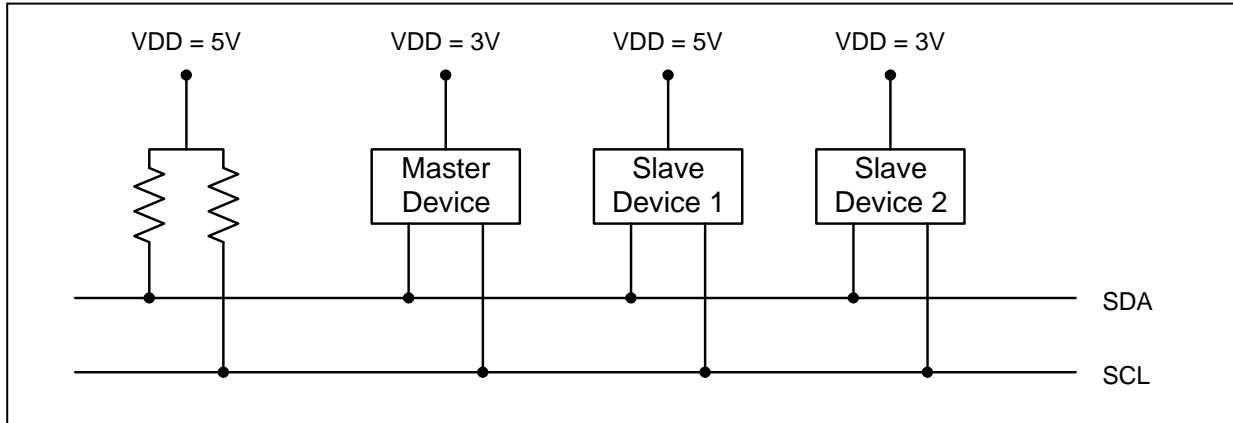 VDD = 5V
VDD = 3V
VDD = 5V
VDD = 3V
Master
Device
Slave
Device 1
Slave
Device 2
SDA
SCL